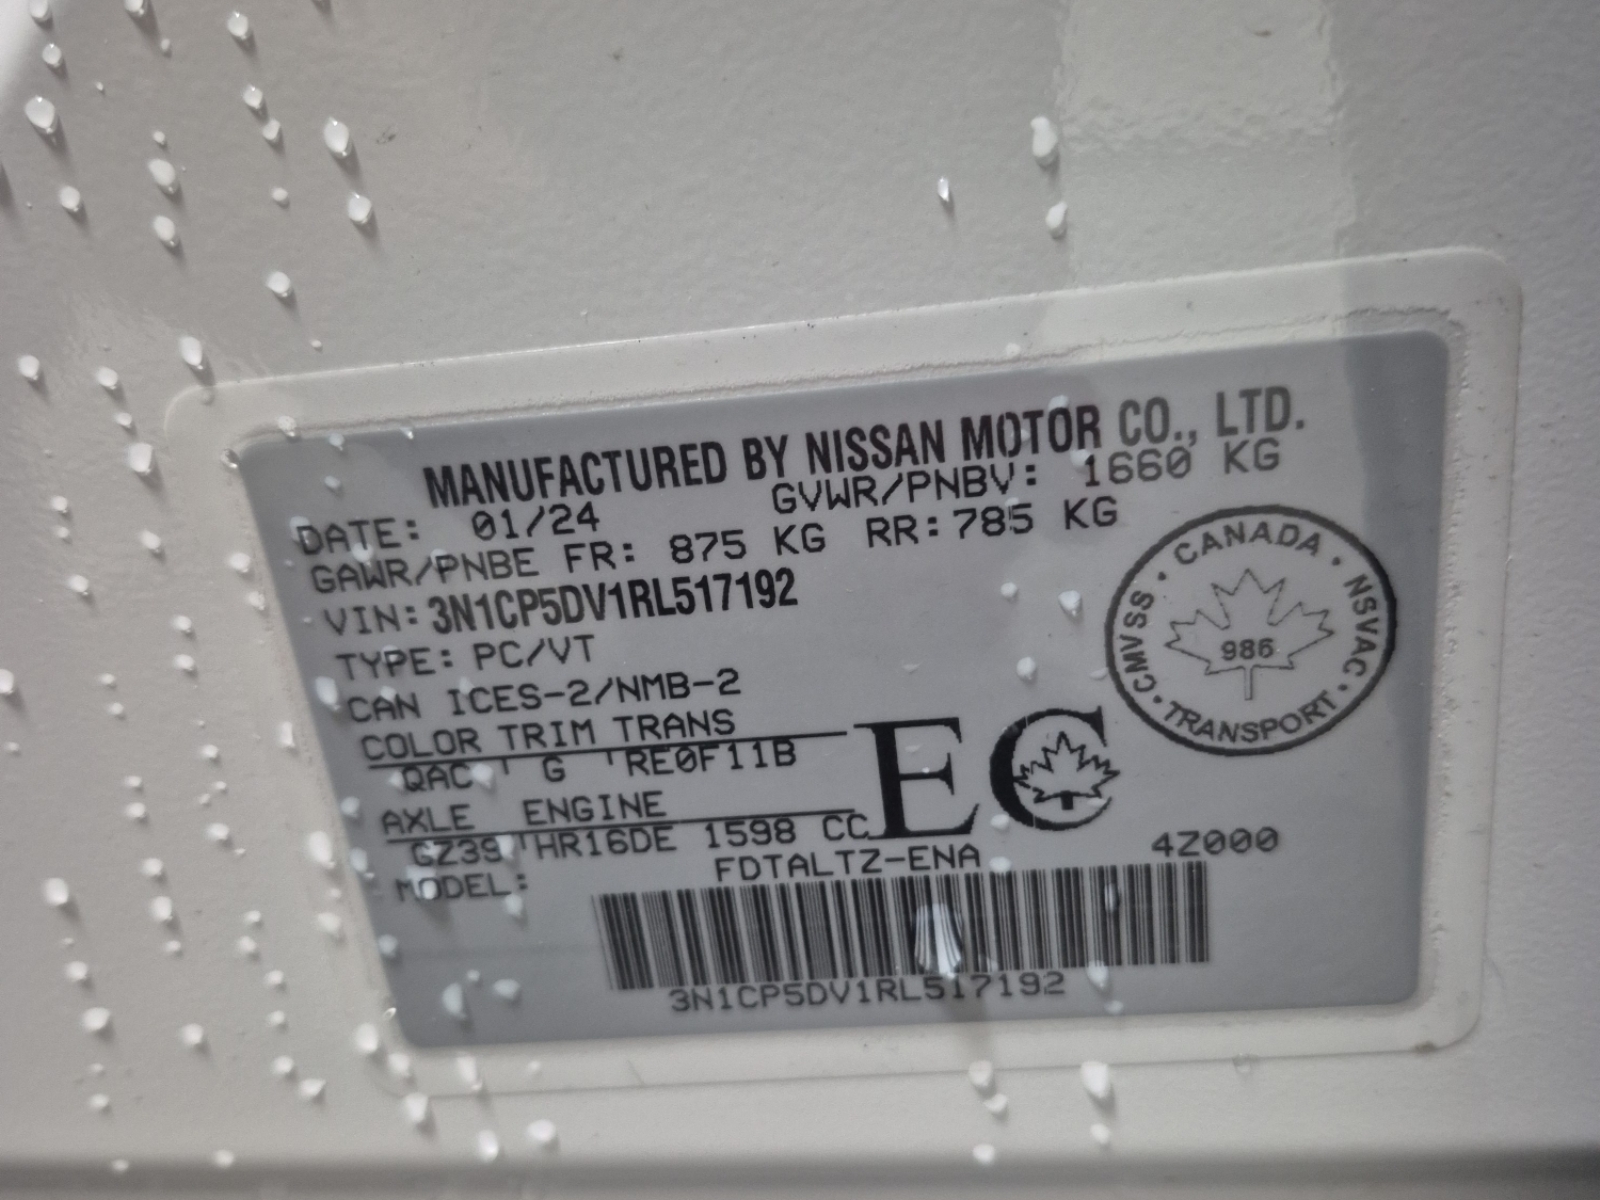 MANUFACTURED BY NISSAN MOTOR CO., LTD.
DATE: 01/24 GVWR/PNBV: 1660 KG
GAWR/PNBE FR: 875 KG RR: 785 KG
VIN: 3N1CP5DV1RL517192
TYPE: PC/VT
CAN ICES-2/NMB-2
COLOR TRIM TRANS
QAC G RE0F11B
AXLE ENGINE
GZ39 HR16DE 1598 CC
MODEL: FDTALTZ-ENA 4Z000
3N1CP5DV1RL517192
EC
· CANADA ·
CMVSS · NSVAC
986
· TRANSPORT ·